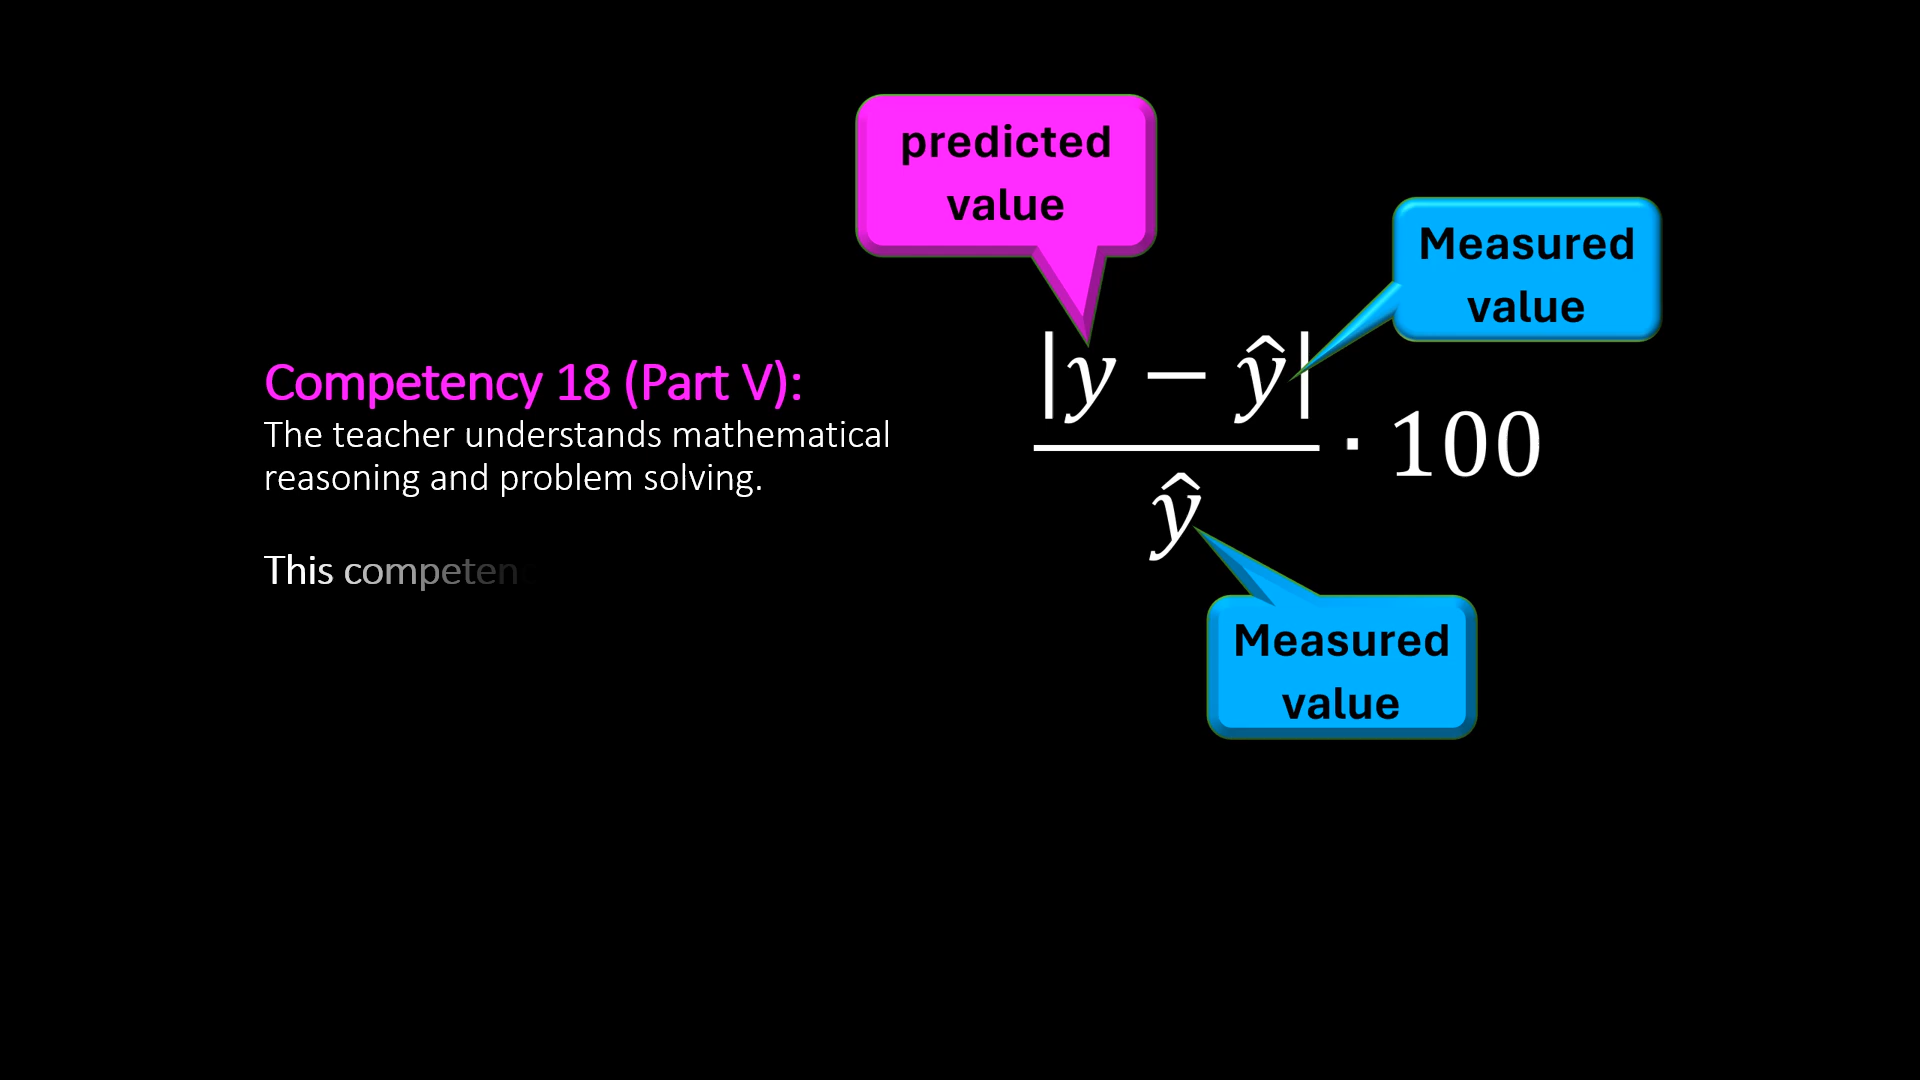 predicted
value
Measured
value
|y − ŷ|
ŷ
· 100
Competency 18 (Part V):
The teacher understands mathematical
reasoning and problem solving.
This competen
Measured
value